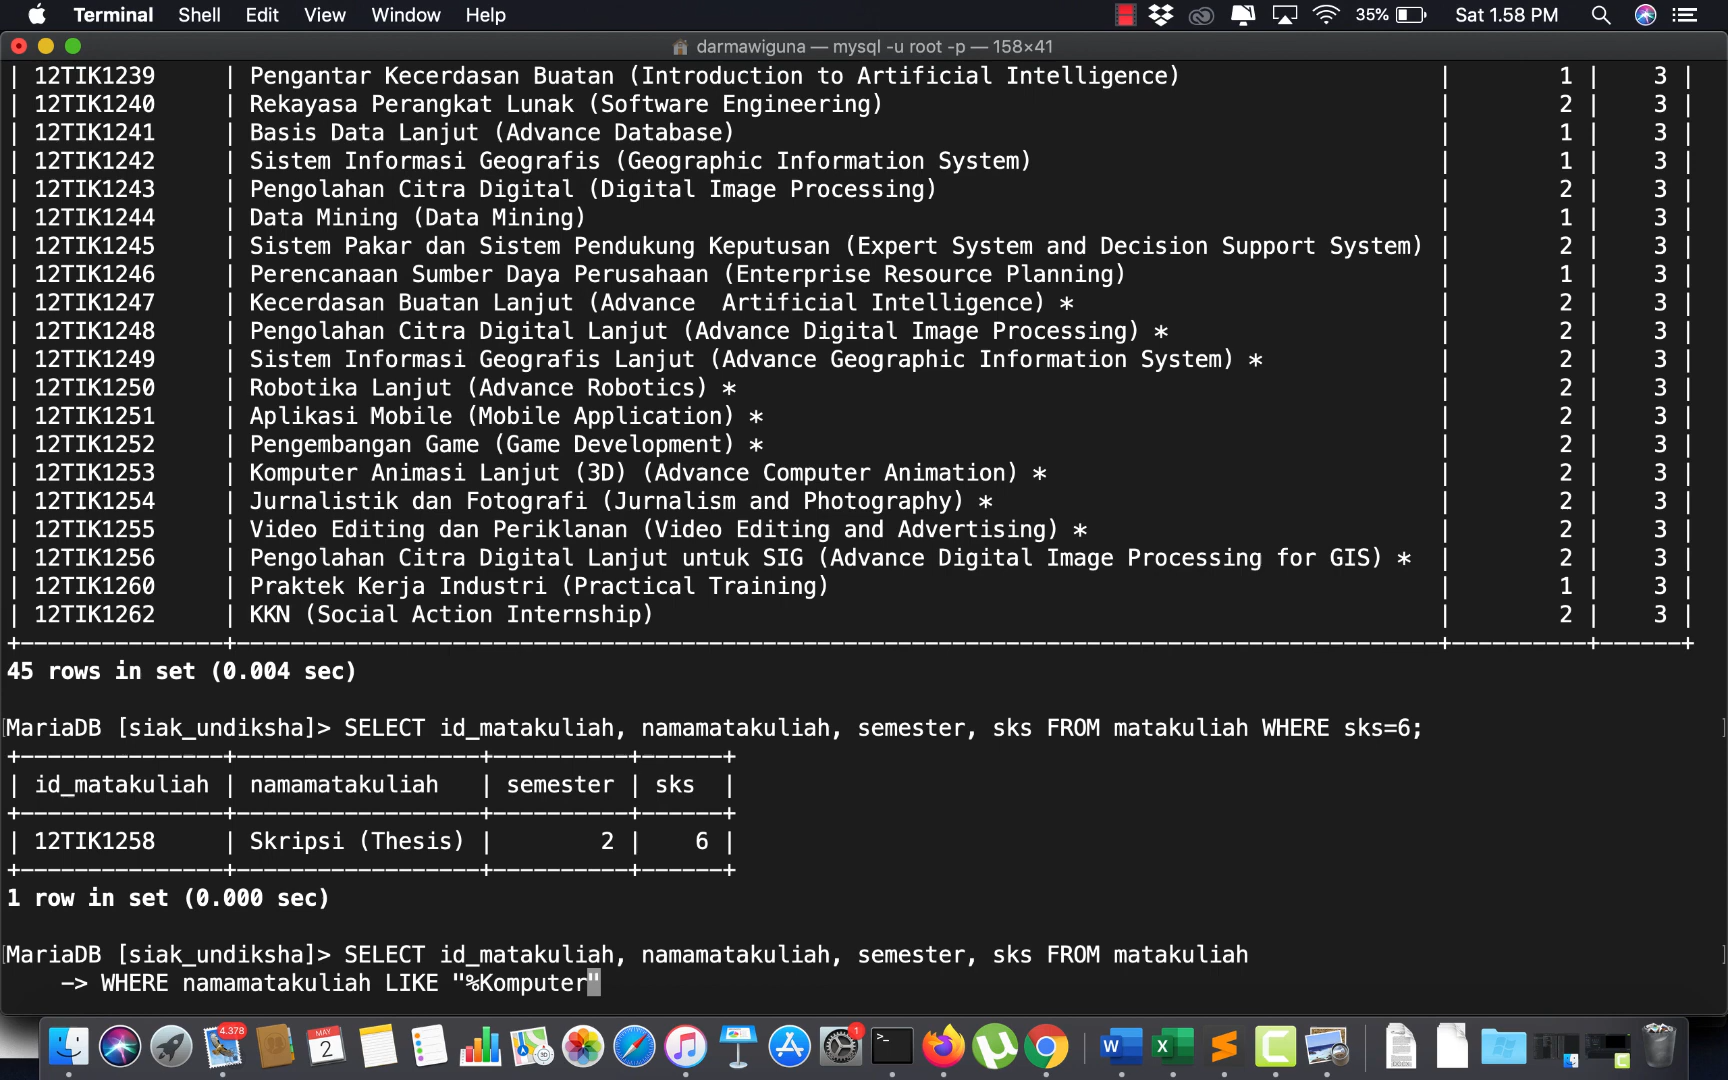 Terminal Shell Edit View Window Help 35% Sat 1.58 PM
darmawiguna — mysql -u root -p — 158×41
| 12TIK1239 | Pengantar Kecerdasan Buatan (Introduction to Artificial Intelligence) | 1 | 3 |
| 12TIK1240 | Rekayasa Perangkat Lunak (Software Engineering) | 2 | 3 |
| 12TIK1241 | Basis Data Lanjut (Advance Database) | 1 | 3 |
| 12TIK1242 | Sistem Informasi Geografis (Geographic Information System) | 1 | 3 |
| 12TIK1243 | Pengolahan Citra Digital (Digital Image Processing) | 2 | 3 |
| 12TIK1244 | Data Mining (Data Mining) | 1 | 3 |
| 12TIK1245 | Sistem Pakar dan Sistem Pendukung Keputusan (Expert System and Decision Support System) | 2 | 3 |
| 12TIK1246 | Perencanaan Sumber Daya Perusahaan (Enterprise Resource Planning) | 1 | 3 |
| 12TIK1247 | Kecerdasan Buatan Lanjut (Advance  Artificial Intelligence) * | 2 | 3 |
| 12TIK1248 | Pengolahan Citra Digital Lanjut (Advance Digital Image Processing) * | 2 | 3 |
| 12TIK1249 | Sistem Informasi Geografis Lanjut (Advance Geographic Information System) * | 2 | 3 |
| 12TIK1250 | Robotika Lanjut (Advance Robotics) * | 2 | 3 |
| 12TIK1251 | Aplikasi Mobile (Mobile Application) * | 2 | 3 |
| 12TIK1252 | Pengembangan Game (Game Development) * | 2 | 3 |
| 12TIK1253 | Komputer Animasi Lanjut (3D) (Advance Computer Animation) * | 2 | 3 |
| 12TIK1254 | Jurnalistik dan Fotografi (Jurnalism and Photography) * | 2 | 3 |
| 12TIK1255 | Video Editing dan Periklanan (Video Editing and Advertising) * | 2 | 3 |
| 12TIK1256 | Pengolahan Citra Digital Lanjut untuk SIG (Advance Digital Image Processing for GIS) * | 2 | 3 |
| 12TIK1260 | Praktek Kerja Industri (Practical Training) | 1 | 3 |
| 12TIK1262 | KKN (Social Action Internship) | 2 | 3 |
45 rows in set (0.004 sec)
MariaDB [siak_undiksha]> SELECT id_matakuliah, namamatakuliah, semester, sks FROM matakuliah WHERE sks=6;
| id_matakuliah | namamatakuliah | semester | sks |
| 12TIK1258 | Skripsi (Thesis) | 2 | 6 |
1 row in set (0.000 sec)
MariaDB [siak_undiksha]> SELECT id_matakuliah, namamatakuliah, semester, sks FROM matakuliah
-> WHERE namamatakuliah LIKE "%Komputer"
4.378
MAY
2
1